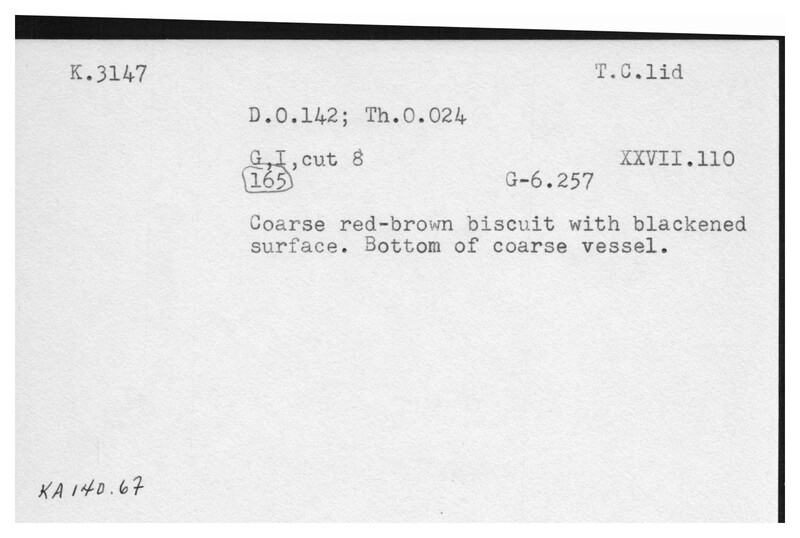 K.3147 T.C.lid
D.0.142; Th.0.024
G,I,cut 8 XXVII.110
165 G-6.257
Coarse red-brown biscuit with blackened
surface. Bottom of coarse vessel.
KA 140.67